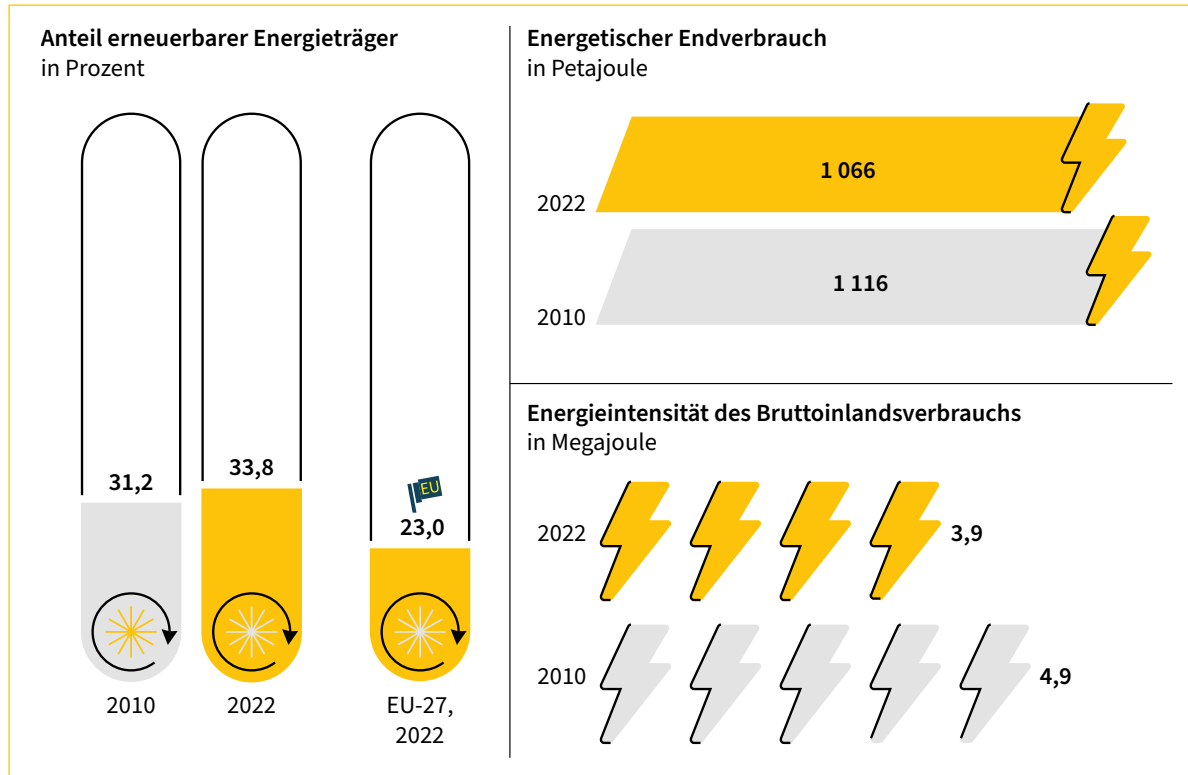 Anteil erneuerbarer Energieträger
in Prozent
31,2
33,8
EU
23,0
2010
2022
EU-27,
2022
Energetischer Endverbrauch
in Petajoule
1 066
2022
1 116
2010
Energieintensität des Bruttoinlandsverbrauchs
in Megajoule
2022
3,9
2010
4,9